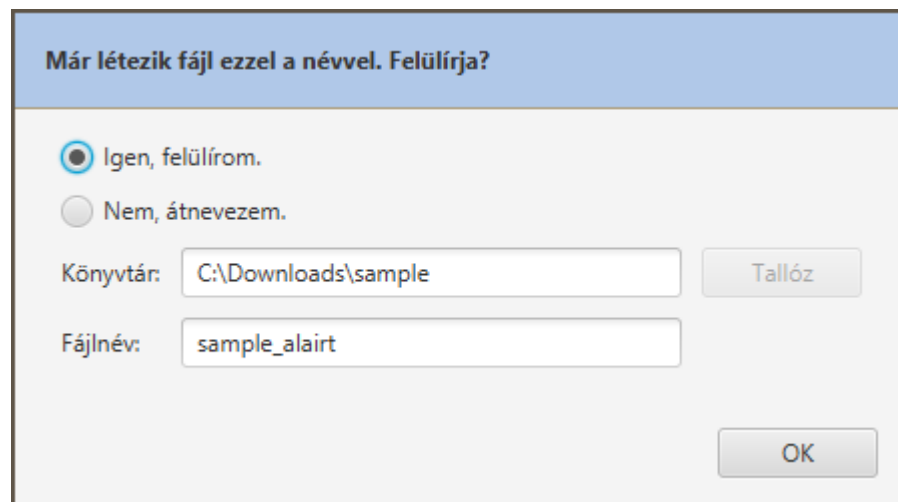 Már létezik fájl ezzel a névvel. Felülírja?
Igen, felülírom.
Nem, átnevezem.
Könyvtár: C:\Downloads\sample Tallóz
Fájlnév: sample_alairt
OK